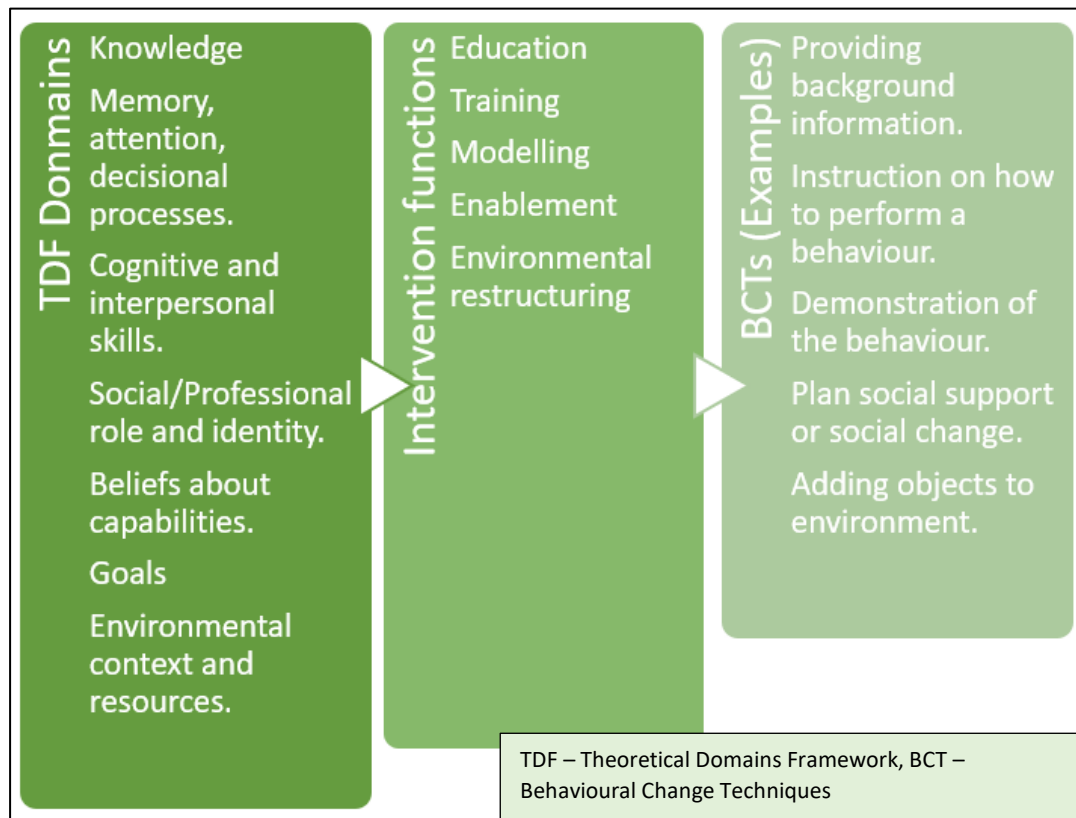 TDF Donmains
Knowledge
Memory,
attention,
decisional
processes.
Cognitive and
interpersonal
skills.
Social/Professional
role and identity.
Beliefs about
capabilities.
Goals
Environmental
context and
resources.
Intervention functions
Education
Training
Modelling
Enablement
Environmental
restructuring
BCTs (Examples)
Providing
background
information.
Instruction on how
to perform a
behaviour.
Demonstration of
the behaviour.
Plan social support
or social change.
Adding objects to
environment.
TDF – Theoretical Domains Framework, BCT –
Behavioural Change Techniques